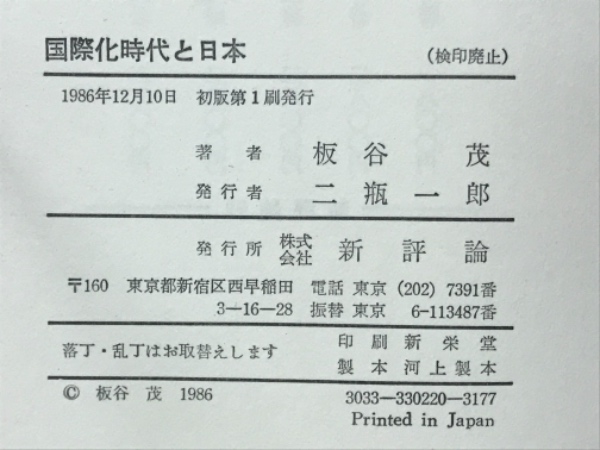 国際化時代と日本 （検印廃止）
1986年12月10日 初版第1刷発行
著者 板谷 茂
発行者 二瓶一郎
発行所 株式会社 新評論
〒160 東京都新宿区西早稲田 電話 東京 (202) 7391番
3―16―28 振替 東京 6-113487番
落丁・乱丁はお取替えします 印刷 新栄堂
製本 河上製本
© 板谷 茂 1986 3033―330220―3177
Printed in Japan